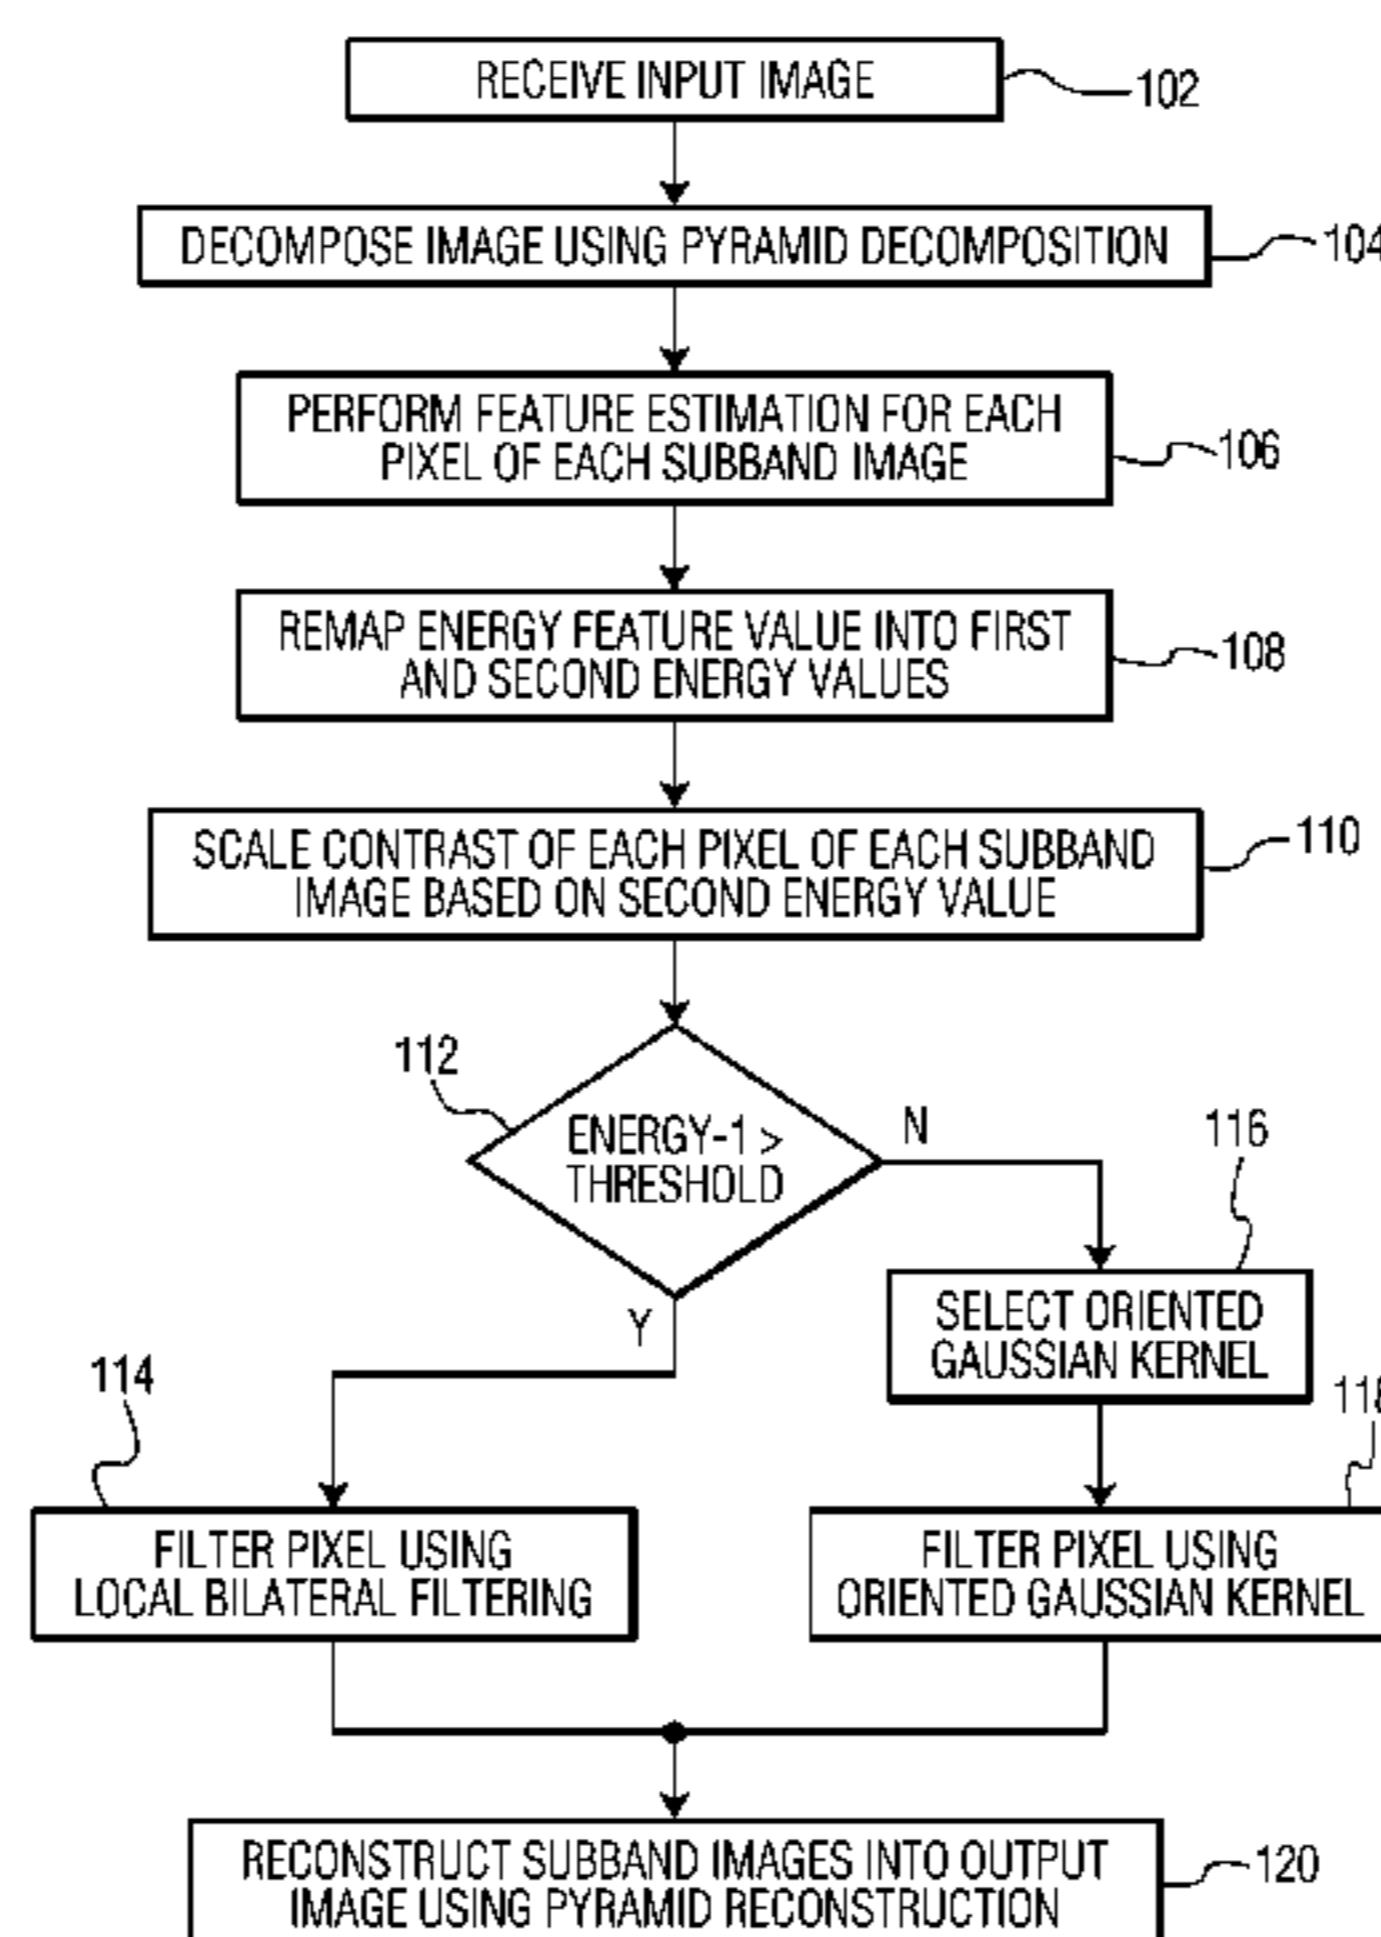 RECEIVE INPUT IMAGE
102
DECOMPOSE IMAGE USING PYRAMID DECOMPOSITION
104
PERFORM FEATURE ESTIMATION FOR EACH
PIXEL OF EACH SUBBAND IMAGE
106
REMAP ENERGY FEATURE VALUE INTO FIRST
AND SECOND ENERGY VALUES
108
SCALE CONTRAST OF EACH PIXEL OF EACH SUBBAND
IMAGE BASED ON SECOND ENERGY VALUE
110
112
ENERGY-1 >
THRESHOLD
N
Y
116
SELECT ORIENTED
GAUSSIAN KERNEL
114
FILTER PIXEL USING
LOCAL BILATERAL FILTERING
118
FILTER PIXEL USING
ORIENTED GAUSSIAN KERNEL
RECONSTRUCT SUBBAND IMAGES INTO OUTPUT
IMAGE USING PYRAMID RECONSTRUCTION
120